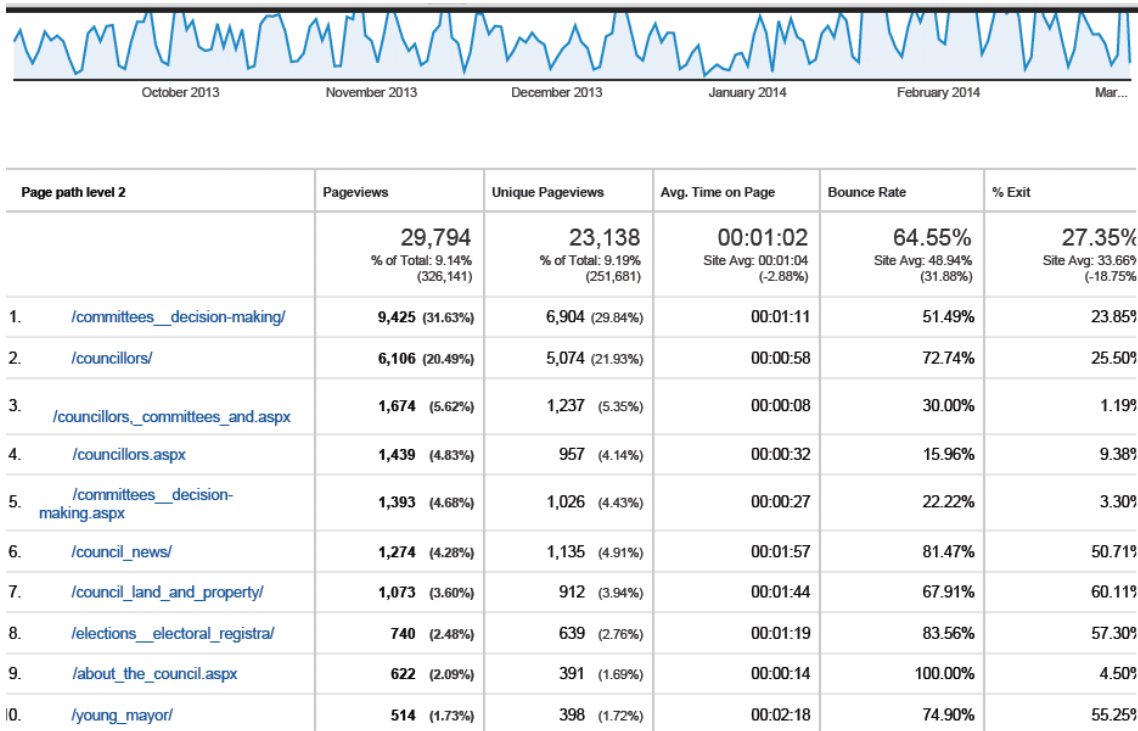 October 2013 November 2013 December 2013 January 2014 February 2014 Mar...
Page path level 2 Pageviews Unique Pageviews Avg. Time on Page Bounce Rate % Exit
29,794 23,138 00:01:02 64.55% 27.35%
% of Total: 9.14% % of Total: 9.19% Site Avg: 00:01:04 Site Avg: 48.94% Site Avg: 33.66%
(326,141) (251,681) (-2.88%) (31.88%) (-18.75%
1. /committees__decision-making/ 9,425 (31.63%) 6,904 (29.84%) 00:01:11 51.49% 23.85%
2. /councillors/ 6,106 (20.49%) 5,074 (21.93%) 00:00:58 72.74% 25.50%
3. /councillors,_committees_and.aspx 1,674 (5.62%) 1,237 (5.35%) 00:00:08 30.00% 1.19%
4. /councillors.aspx 1,439 (4.83%) 957 (4.14%) 00:00:32 15.96% 9.38%
5. /committees__decision-
making.aspx 1,393 (4.68%) 1,026 (4.43%) 00:00:27 22.22% 3.30%
6. /council_news/ 1,274 (4.28%) 1,135 (4.91%) 00:01:57 81.47% 50.71%
7. /council_land_and_property/ 1,073 (3.60%) 912 (3.94%) 00:01:44 67.91% 60.11%
8. /elections__electoral_registra/ 740 (2.48%) 639 (2.76%) 00:01:19 83.56% 57.30%
9. /about_the_council.aspx 622 (2.09%) 391 (1.69%) 00:00:14 100.00% 4.50%
10. /young_mayor/ 514 (1.73%) 398 (1.72%) 00:02:18 74.90% 55.25%